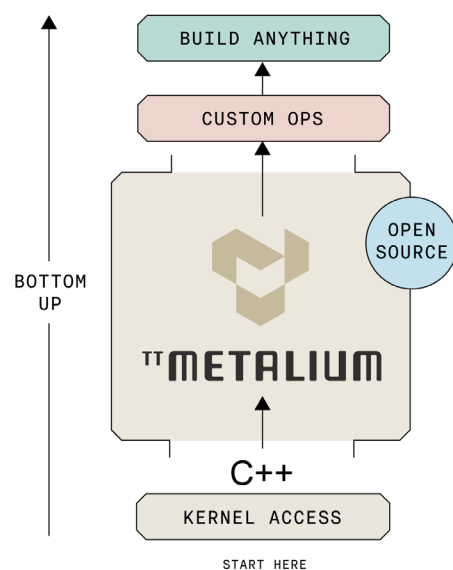 BUILD ANYTHING
CUSTOM OPS
OPEN
SOURCE
BOTTOM
UP
TT METALIUM
C++
KERNEL ACCESS
START HERE